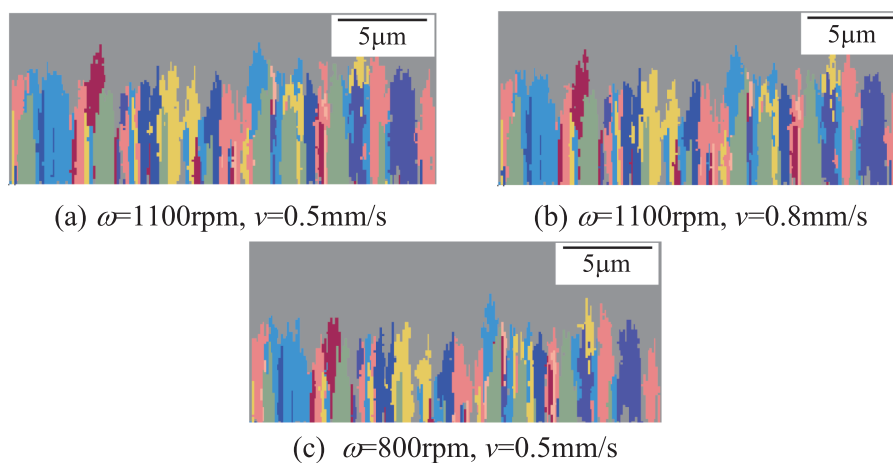 5μm
5μm
(a) ω=1100rpm, v=0.5mm/s
(b) ω=1100rpm, v=0.8mm/s
5μm
(c) ω=800rpm, v=0.5mm/s